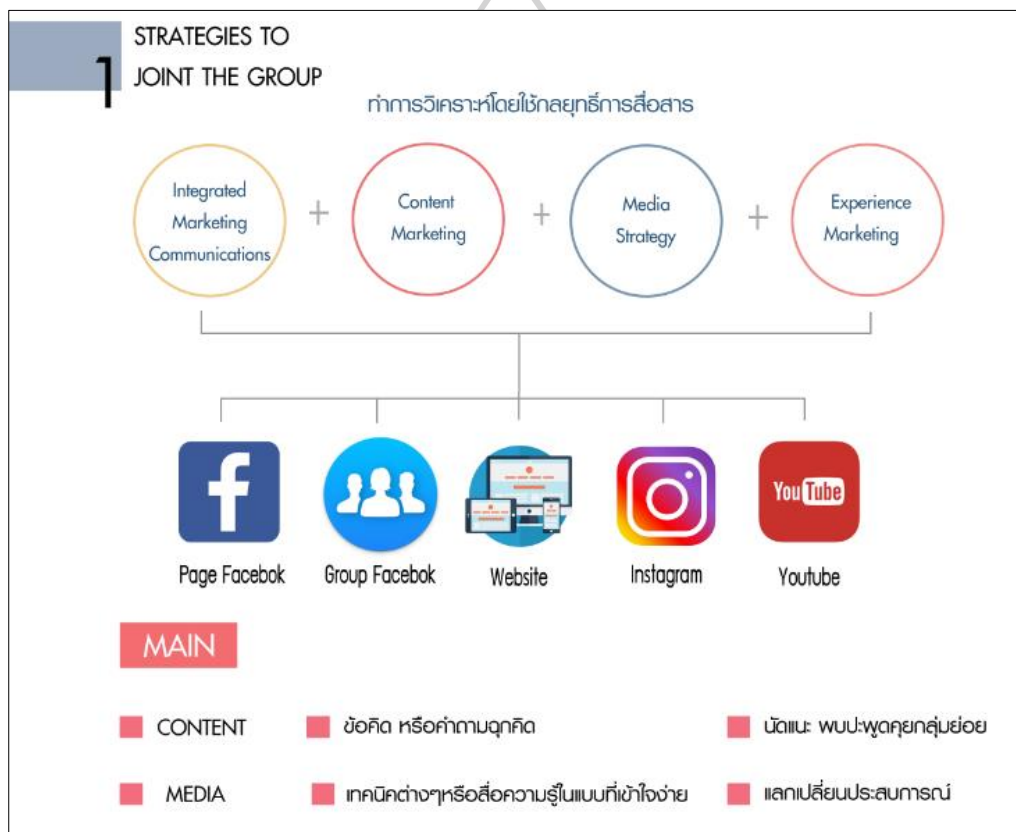 1
STRATEGIES TO
JOINT THE GROUP
ทำการวิเคราะห์โดยใช้กลยุทธิ์การสื่อสาร
Integrated
Marketing
Communications
+
Content
Marketing
+
Media
Strategy
+
Experience
Marketing
You Tube
Page Facebok
Group Facebok
Website
Instagram
Youtube
MAIN
CONTENT
ข้อคิด หรือคำถามฉุกคิด
นัดแนะ พบปะพูดคุยกลุ่มย่อย
MEDIA
เทคนิคต่างๆหรือสื่อความรู้ในแบบที่เข้าใจง่าย
แลกเปลี่ยนประสบการณ์